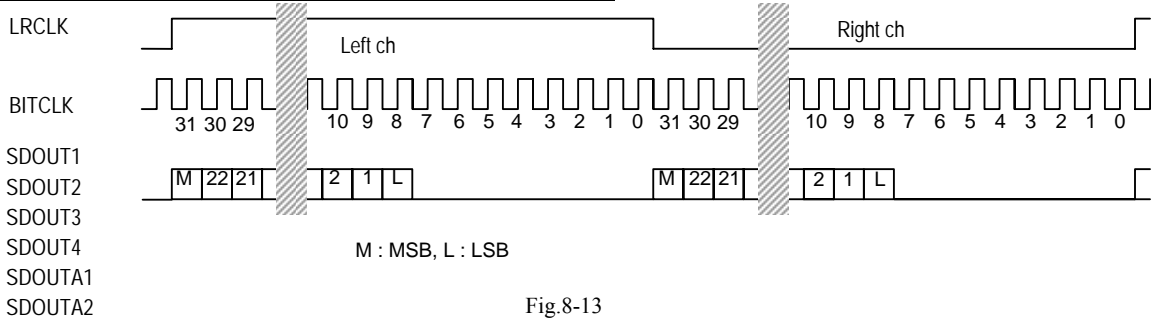 LRCLK
Left ch
Right ch
BITCLK
31 30 29 10 9 8 7 6 5 4 3 2 1 0 31 30 29 10 9 8 7 6 5 4 3 2 1 0
SDOUT1
SDOUT2
M 22 21 2 1 L M 22 21 2 1 L
SDOUT3
SDOUT4
M : MSB, L : LSB
SDOUTA1
SDOUTA2
Fig.8-13